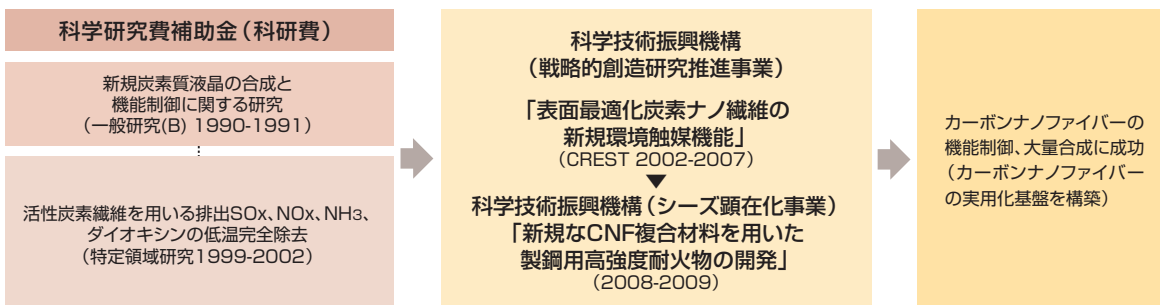 科学研究費補助金（科研費）
新規炭素質液晶の合成と
機能制御に関する研究
（一般研究(B) 1990-1991）
活性炭素繊維を用いる排出SOx、NOx、NH₃、
ダイオキシンの低温完全除去
（特定領域研究1999-2002）
科学技術振興機構
（戦略的創造研究推進事業）
「表面最適化炭素ナノ繊維の
新規環境触媒機能」
（CREST 2002-2007）
科学技術振興機構（シーズ顕在化事業）
「新規なCNF複合材料を用いた
製鋼用高強度耐火物の開発」
（2008-2009）
カーボンナノファイバーの
機能制御、大量合成に成功
（カーボンナノファイバー
の実用化基盤を構築）